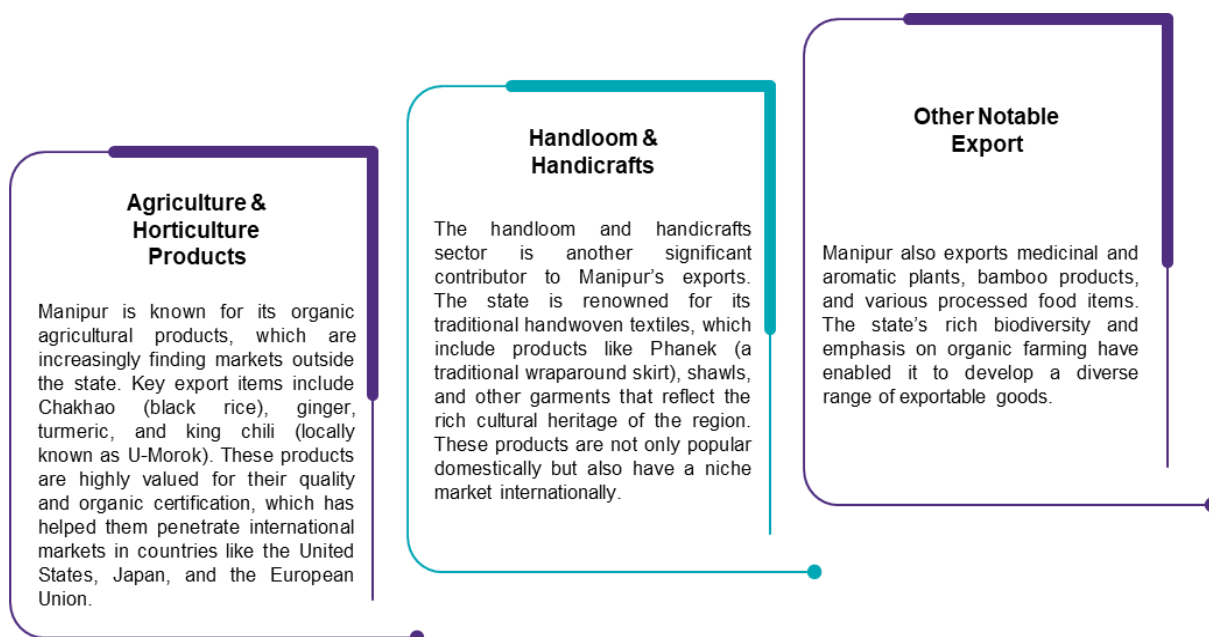 Agriculture &
Horticulture
Products
Manipur is known for its organic
agricultural products, which are
increasingly finding markets outside
the state. Key export items include
Chakhao (black rice), ginger,
turmeric, and king chili (locally
known as U-Morok). These products
are highly valued for their quality
and organic certification, which has
helped them penetrate international
markets in countries like the United
States, Japan, and the European
Union.
Handloom &
Handicrafts
The handloom and handicrafts
sector is another significant
contributor to Manipur's exports.
The state is renowned for its
traditional handwoven textiles, which
include products like Phanek (a
traditional wraparound skirt), shawls,
and other garments that reflect the
rich cultural heritage of the region.
These products are not only popular
domestically but also have a niche
market internationally.
Other Notable
Export
Manipur also exports medicinal and
aromatic plants, bamboo products,
and various processed food items.
The state's rich biodiversity and
emphasis on organic farming have
enabled it to develop a diverse
range of exportable goods.